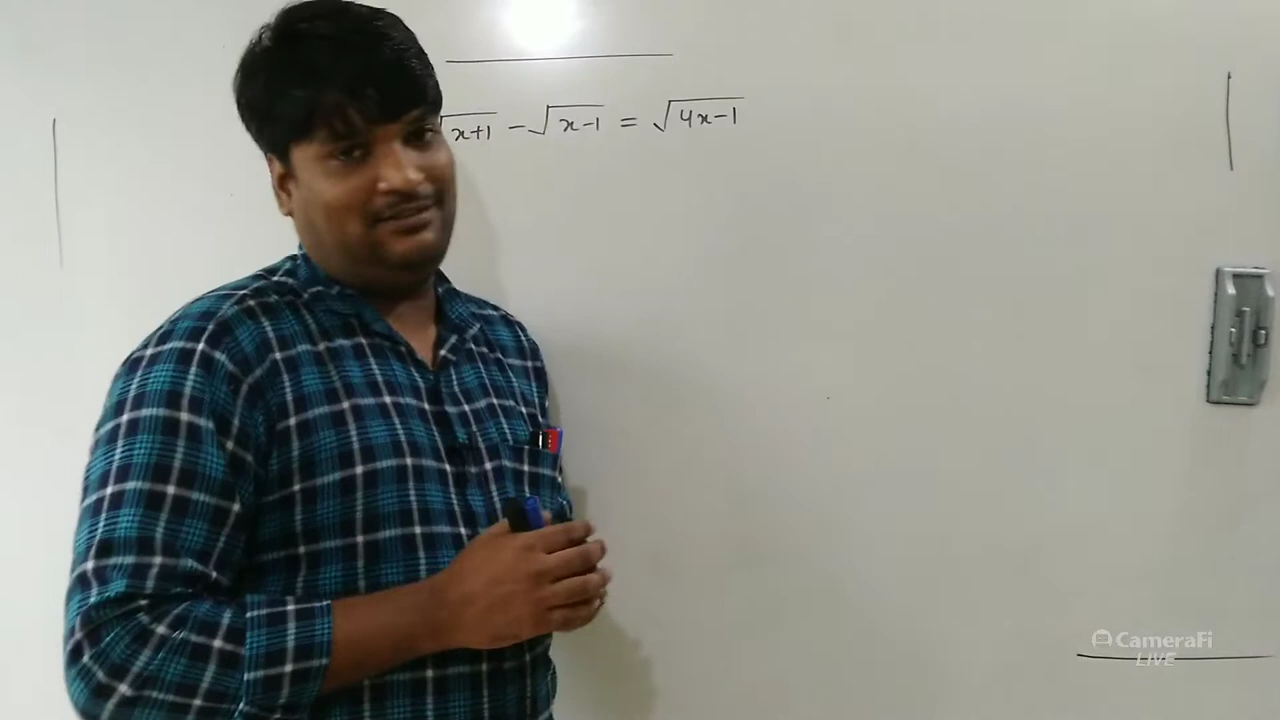 √x+1 − √x−1 = √4x−1
CameraFi
LIVE